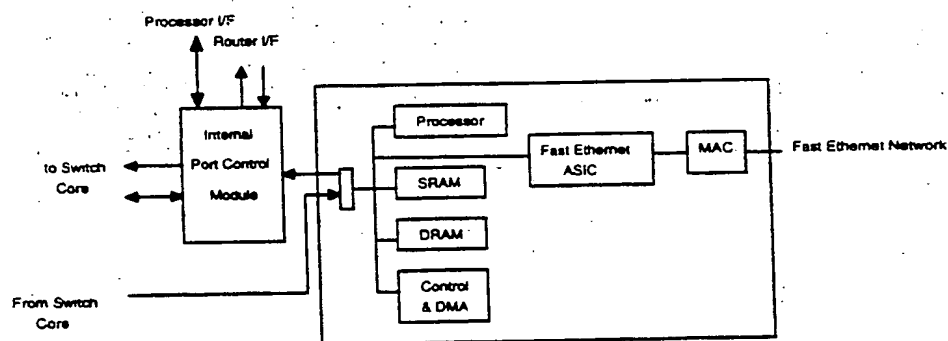 Processor I/F
Router I/F
Internal
Port Control
Module
to Switch
Core
From Switch
Core
Processor
SRAM
DRAM
Control
& DMA
Fast Ethernet
ASIC
MAC
Fast Ethernet Network